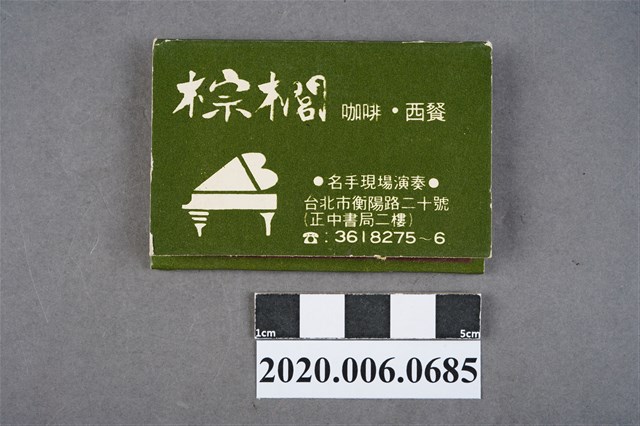 棕櫚 咖啡・西餐
●名手現場演奏●
台北市衡陽路二十號
(正中書局二樓)
☎:3618275~6
1cm 5cm
2020.006.0685